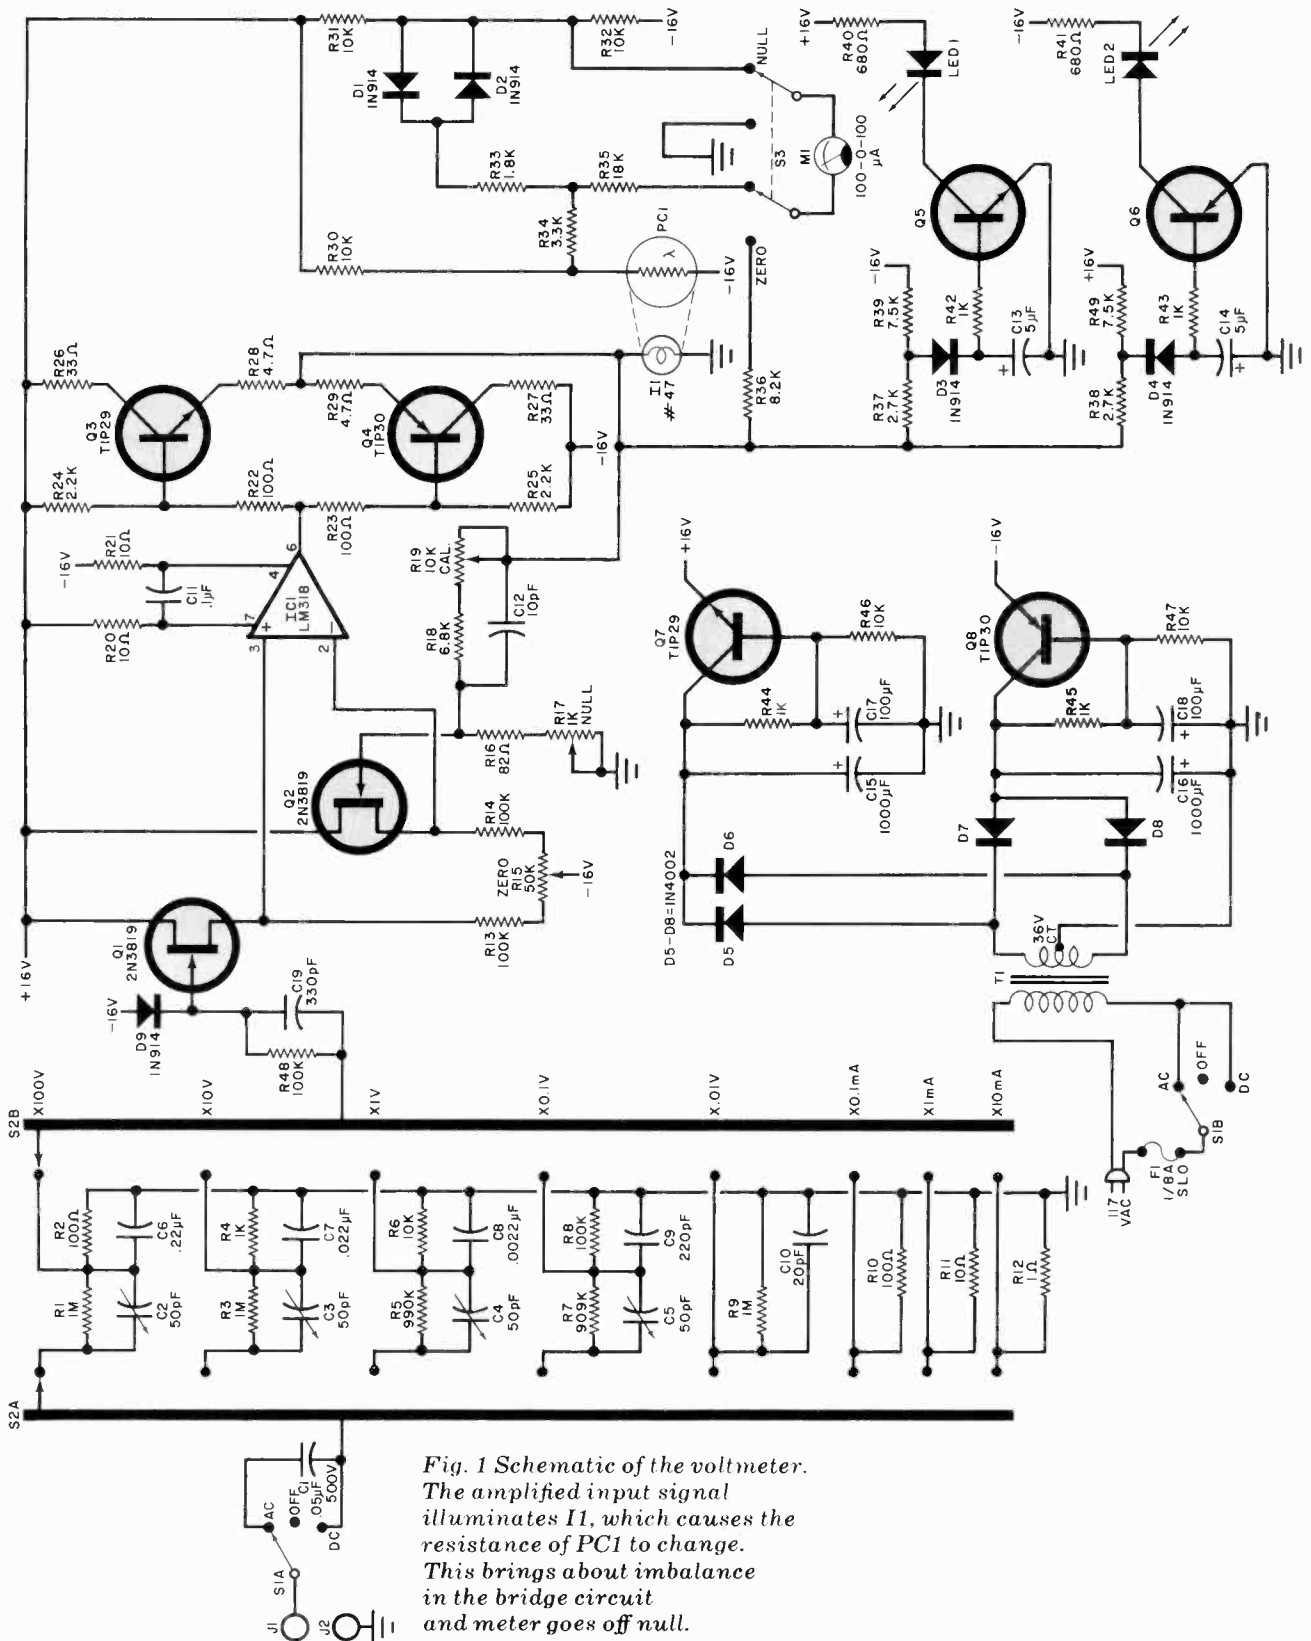 +16V
R31
10K
R32
10K
-16V
D1
1N914
D2
1N914
NULL
R33
1.8K
R35
18K
S3
M1
100-0-100
µA
R30
10K
R34
3.3K
PC1
λ
-16V
ZERO
R26
33Ω
Q3
TIP29
R28
4.7Ω
R29
4.7Ω
Q4
TIP30
R27
33Ω
-16V
I1
#47
R36
8.2K
R24
2.2K
R22
100Ω
R23
100Ω
R25
2.2K
-16V
R21
10Ω
C11
.1µF
R20
10Ω
IC1
LM318
+
-
7
4
6
3
2
R19
10K
CAL.
R18
6.8K
C12
10pF
R17
1K
NULL
R16
82Ω
Q2
2N3819
R14
100K
ZERO
R15
50K
-16V
R13
100K
Q1
2N3819
-16V
D9
1N914
C19
330pF
R48
100K
+16V
R40
680Ω
LED1
Q5
-16V
R39
7.5K
R42
1K
C13
5µF
+
D3
1N914
R37
2.7K
-16V
R41
680Ω
LED2
Q6
+16V
R49
7.5K
R43
1K
C14
5µF
+
D4
1N914
R38
2.7K
+16V
Q7
TIP29
R46
10K
R44
1K
+
C17
100µF
+
C15
1000µF
D6
D5
D5-D8=1N4002
-16V
Q8
TIP30
R47
10K
R45
1K
C18
100µF
+
C16
1000µF
+
D7
D8
36V
CT
T1
AC
OFF
DC
S1B
F1
1/8A
SLO
117
VAC
S2B
X100V
X10V
X1V
X0.1V
X.01V
X0.1mA
X1mA
X10mA
R2
100Ω
C6
.22µF
R1
1M
C2
50pF
R4
1K
C7
.022µF
R3
1M
C3
50pF
R6
10K
C8
.0022µF
R5
990K
C4
50pF
R8
100K
C9
220pF
R7
909K
C5
50pF
R9
1M
C10
20pF
R10
100Ω
R11
10Ω
R12
1Ω
S2A
C1
.05µF
500V
AC
OFF
DC
S1A
J1
J2
Fig. 1 Schematic of the voltmeter.
The amplified input signal
illuminates I1, which causes the
resistance of PC1 to change.
This brings about imbalance
in the bridge circuit
and meter goes off null.